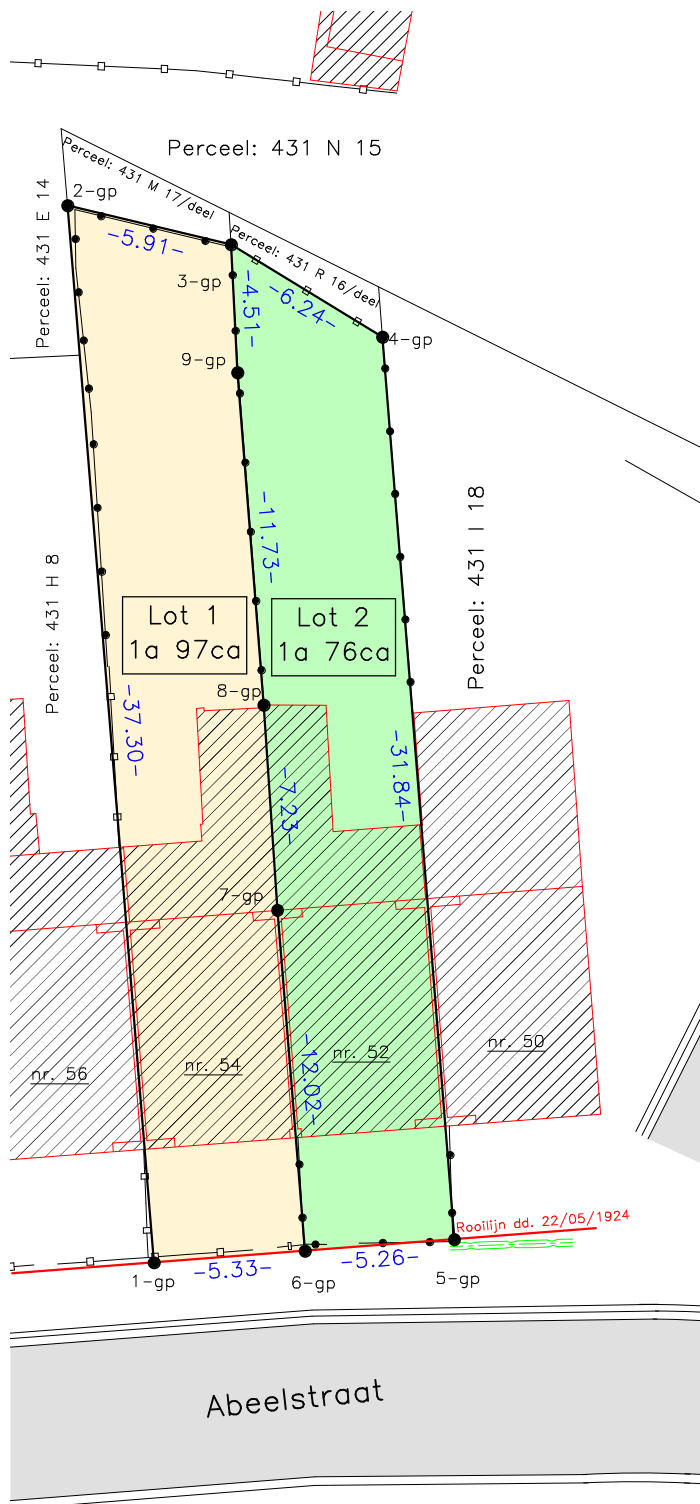 Perceel: 431 N 15
Perceel: 431 M 17/deel
Perceel: 431 E 14
2-gp
-5.91-
Perceel: 431 R 16/deel
3-gp
-4.51-
-6.24-
4-gp
9-gp
-11.73-
Perceel: 431 I 18
Perceel: 431 H 8
Lot 1
1a 97ca
Lot 2
1a 76ca
8-gp
-37.30-
-7.23-
-31.84-
7-gp
nr. 56
nr. 54
nr. 52
nr. 50
-12.02-
Rooilijn dd. 22/05/1924
1-gp
-5.33-
6-gp
-5.26-
5-gp
Abeelstraat